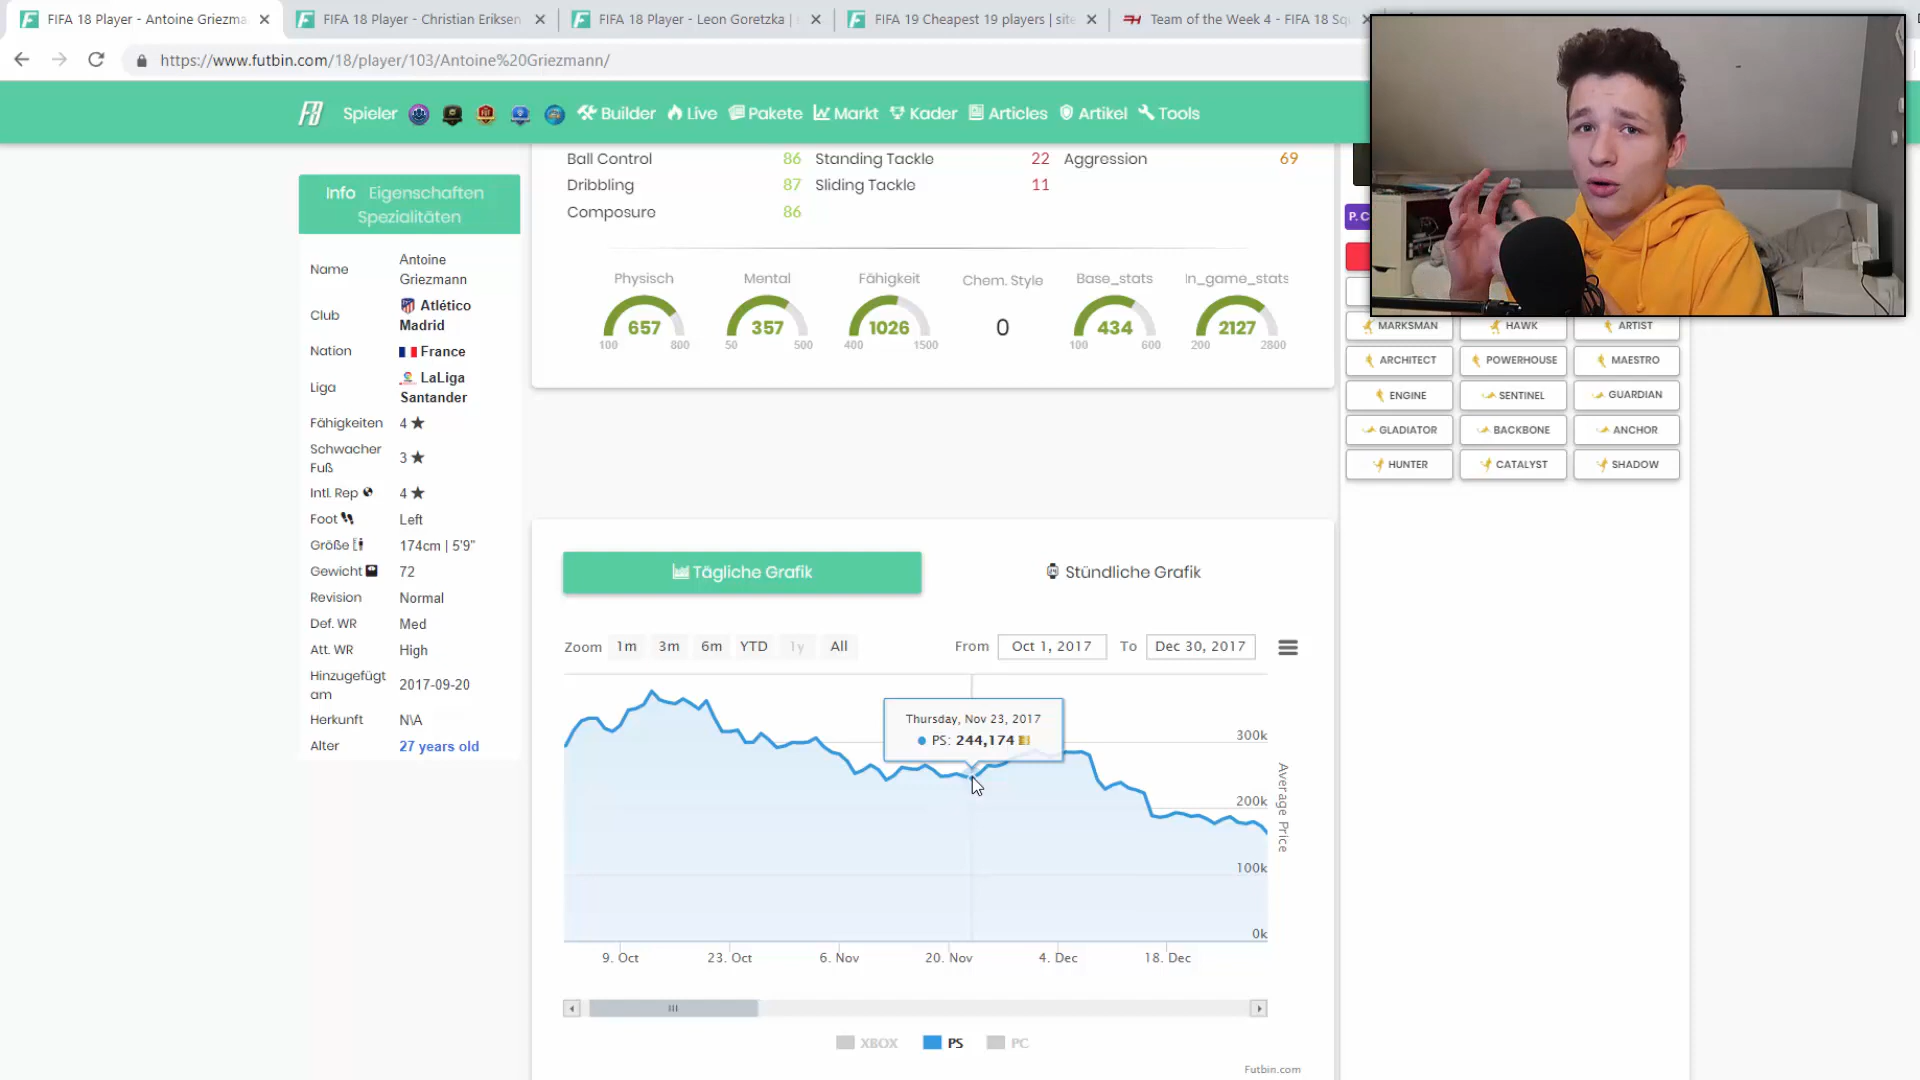 FIFA 18 Player - Antoine Griezma
FIFA 18 Player - Christian Eriksen
FIFA 18 Player - Leon Goretzka |
FIFA 19 Cheapest 19 players | site
Team of the Week 4 - FIFA 18 Squ
https://www.futbin.com/18/player/103/Antoine%20Griezmann/
FB Spieler Builder Live Pakete Markt Kader Articles Artikel Tools
Info Eigenschaften
Spezialitäten
Name Antoine
Griezmann
Club Atlético
Madrid
Nation France
Liga LaLiga
Santander
Fähigkeiten 4
Schwacher
Fuß 3
Intl. Rep 4
Foot Left
Größe 174cm | 5'9"
Gewicht 72
Revision Normal
Def. WR Med
Att. WR High
Hinzugefügt
am 2017-09-20
Herkunft N\A
Alter 27 years old
Ball Control 86 Standing Tackle 22 Aggression 69
Dribbling 87 Sliding Tackle 11
Composure 86
Physisch Mental Fähigkeit Chem. Style Base_stats In_game_stats
657 357 1026 0 434 2127
100 800 50 500 400 1500 100 600 200 2800
Tägliche Grafik Stündliche Grafik
Zoom 1m 3m 6m YTD 1y All From Oct 1, 2017 To Dec 30, 2017
Thursday, Nov 23, 2017
PS: 244,174
300k
200k
100k
0k
Average Price
9. Oct 23. Oct 6. Nov 20. Nov 4. Dec 18. Dec
XBOX PS PC
Futbin.com
P. C
MARKSMAN HAWK ARTIST
ARCHITECT POWERHOUSE MAESTRO
ENGINE SENTINEL GUARDIAN
GLADIATOR BACKBONE ANCHOR
HUNTER CATALYST SHADOW